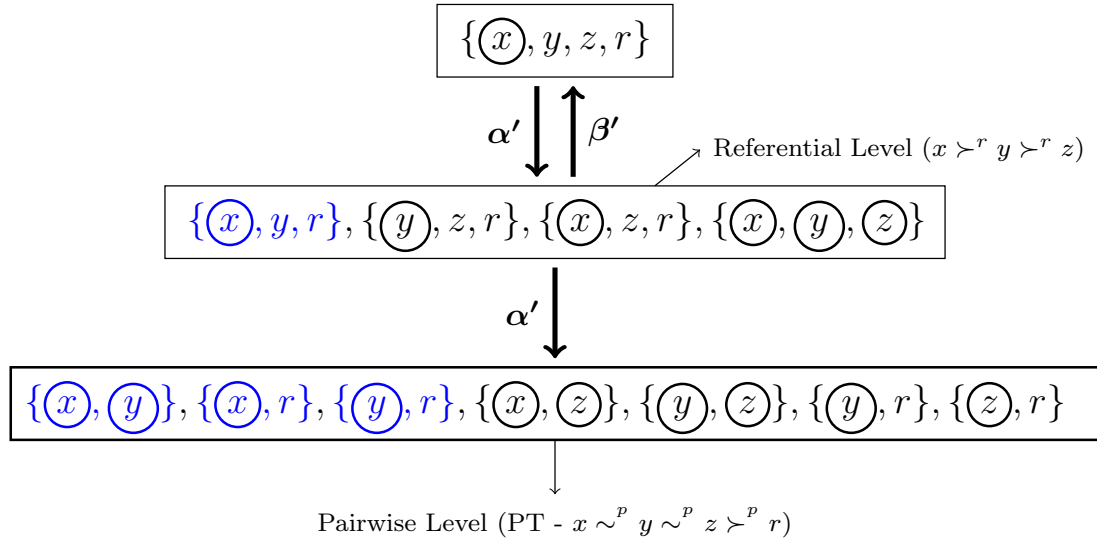 {x, y, z, r}
α′ β′
Referential Level (x ≻ʳ y ≻ʳ z)
{x, y, r}, {y, z, r}, {x, z, r}, {x, y, z}
α′
{x, y}, {x, r}, {y, r}, {x, z}, {y, z}, {y, r}, {z, r}
Pairwise Level (PT - x ∼ᵖ y ∼ᵖ z ≻ᵖ r)